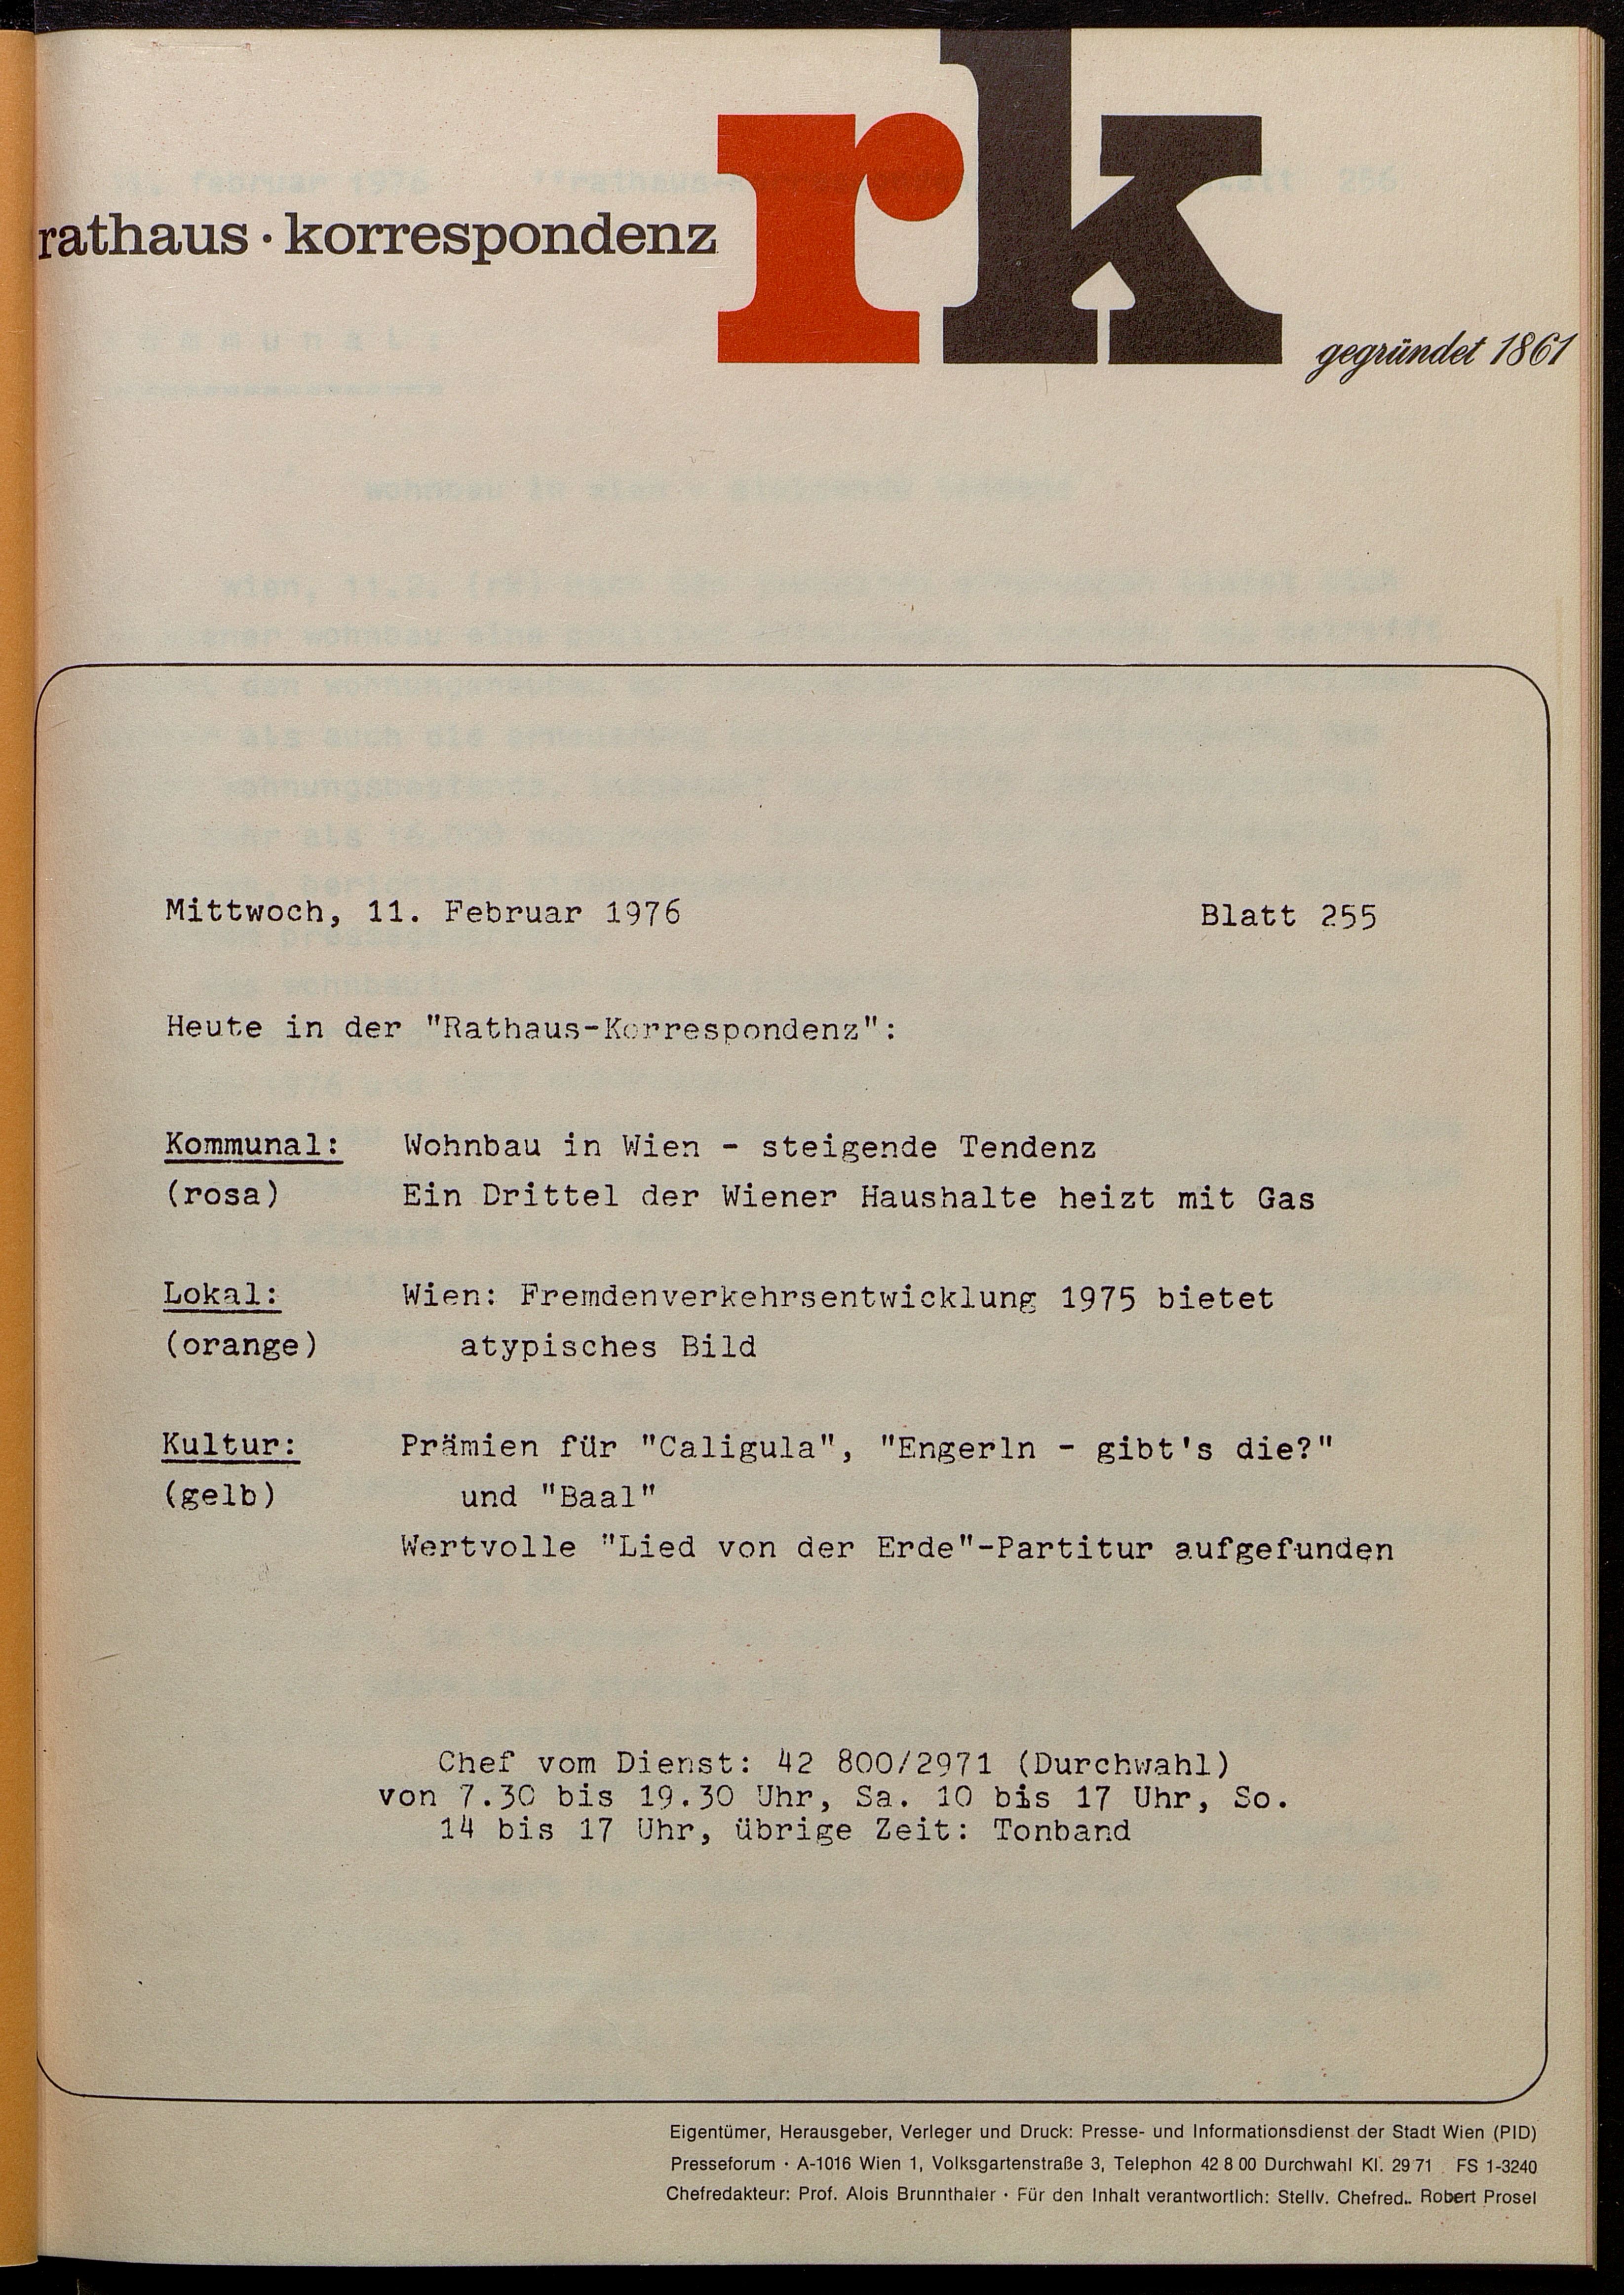 rk
rathaus · korrespondenz
gegründet 1861
Mittwoch, 11. Februar 1976 Blatt 255
Heute in der "Rathaus-Korrespondenz":
Kommunal: Wohnbau in Wien - steigende Tendenz
(rosa) Ein Drittel der Wiener Haushalte heizt mit Gas
Lokal: Wien: Fremdenverkehrsentwicklung 1975 bietet
(orange) atypisches Bild
Kultur: Prämien für "Caligula", "Engerln - gibt's die?"
(gelb) und "Baal"
Wertvolle "Lied von der Erde"-Partitur aufgefunden
Chef vom Dienst: 42 800/2971 (Durchwahl)
von 7.30 bis 19.30 Uhr, Sa. 10 bis 17 Uhr, So.
14 bis 17 Uhr, übrige Zeit: Tonband
Eigentümer, Herausgeber, Verleger und Druck: Presse- und Informationsdienst der Stadt Wien (PID)
Presseforum · A-1016 Wien 1, Volksgartenstraße 3, Telephon 42 8 00 Durchwahl Kl. 29 71 FS 1-3240
Chefredakteur: Prof. Alois Brunnthaler · Für den Inhalt verantwortlich: Stellv. Chefred.. Robert Prosel